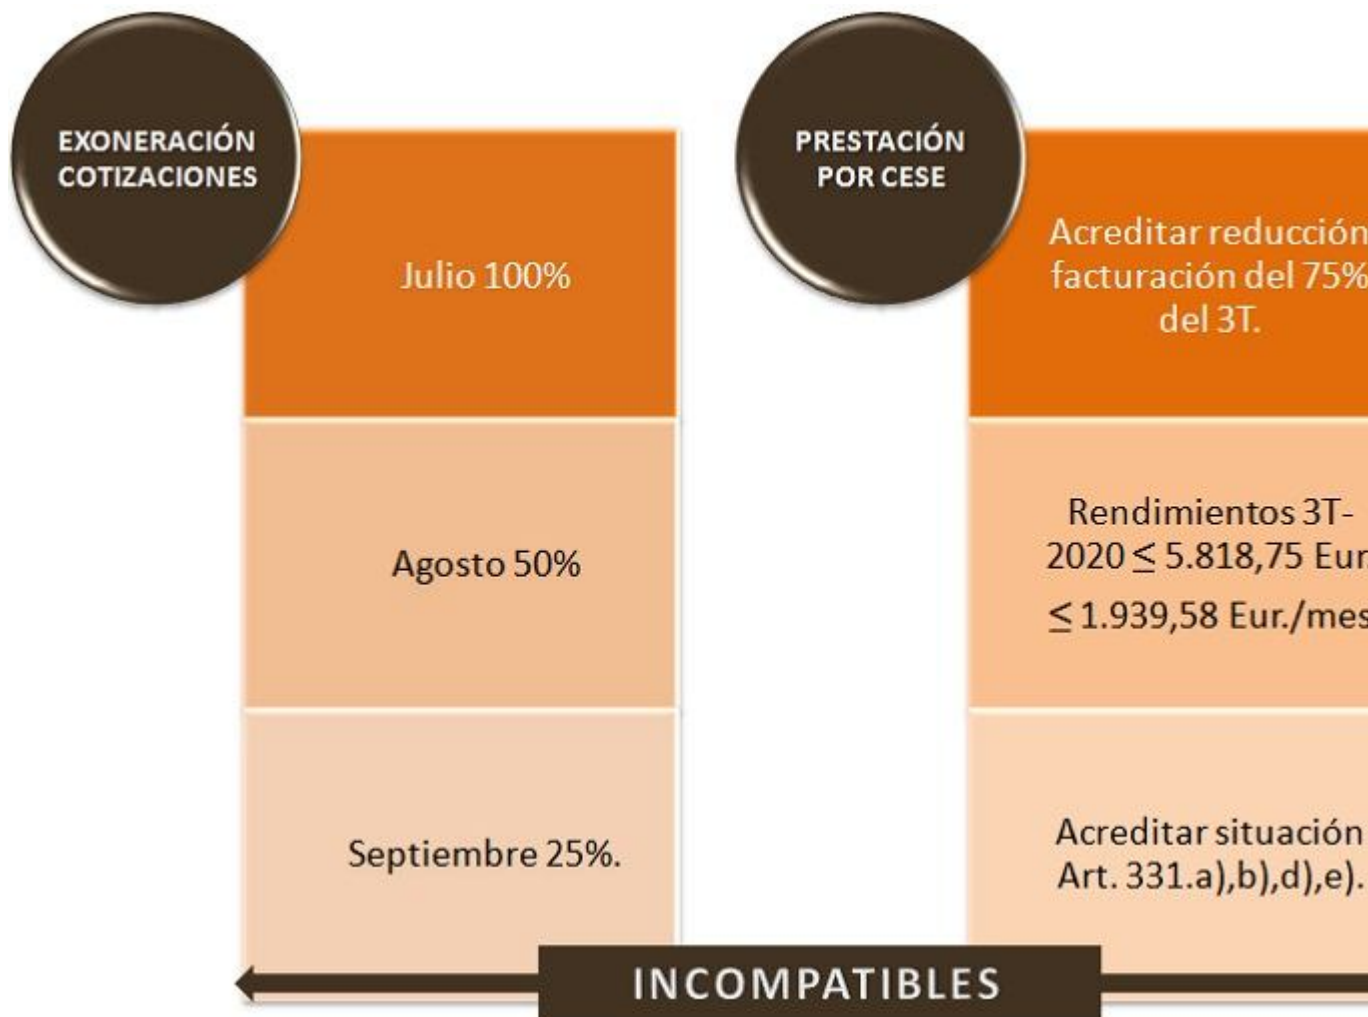 EXONERACIÓN
COTIZACIONES
Julio 100%
Agosto 50%
Septiembre 25%.
PRESTACIÓN
POR CESE
Acreditar reducción
facturación del 75%
del 3T.
Rendimientos 3T-
2020 ≤ 5.818,75 Eur.
≤ 1.939,58 Eur./mes
Acreditar situación
Art. 331.a),b),d),e).
INCOMPATIBLES